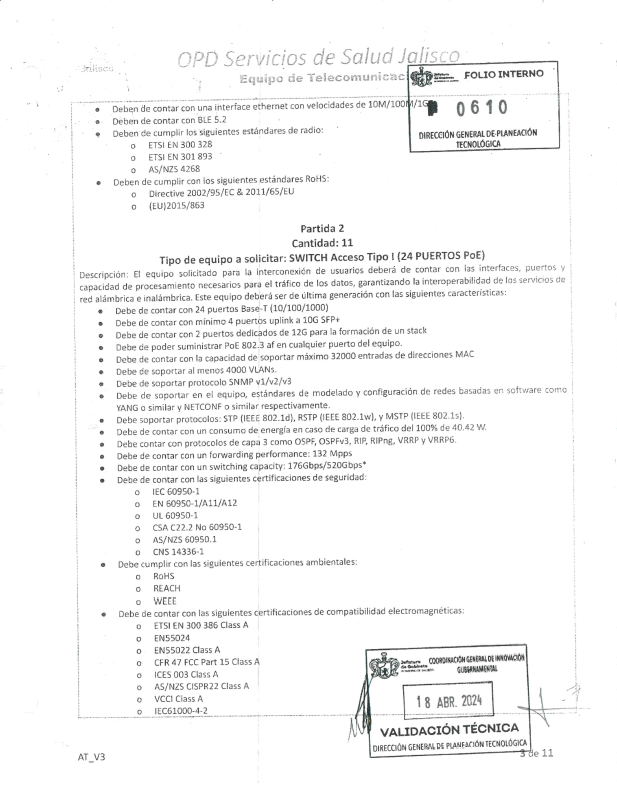 OPD Servicios de Salud Jalisco
Jalisco
Equipo de Telecomunicac
FOLIO INTERNO
0610
DIRECCIÓN GENERAL DE PLANEACIÓN
TECNOLÓGICA
• Deben de contar con una interface ethernet con velocidades de 10M/100M/1G
• Deben de contar con BLE 5.2
• Deben de cumplir los siguientes estándares de radio:
o ETSI EN 300 328
o ETSI EN 301 893
o AS/NZS 4268
• Deben de cumplir con los siguientes estándares RoHS:
o Directive 2002/95/EC & 2011/65/EU
o (EU)2015/863
Partida 2
Cantidad: 11
Tipo de equipo a solicitar: SWITCH Acceso Tipo I (24 PUERTOS PoE)
Descripción: El equipo solicitado para la interconexión de usuarios deberá de contar con las interfaces, puertos y
capacidad de procesamiento necesarios para el tráfico de los datos, garantizando la interoperabilidad de los servicios de
red alámbrica e inalámbrica. Este equipo deberá ser de última generación con las siguientes características:
• Debe de contar con 24 puertos Base-T (10/100/1000)
• Debe de contar con mínimo 4 puertos uplink a 10G SFP+
• Debe de contar con 2 puertos dedicados de 12G para la formación de un stack
• Debe de poder suministrar PoE 802.3 af en cualquier puerto del equipo.
• Debe de contar con la capacidad de soportar máximo 32000 entradas de direcciones MAC
• Debe de soportar al menos 4000 VLANs.
• Debe de soportar protocolo SNMP v1/v2/v3
• Debe de soportar en el equipo, estándares de modelado y configuración de redes basadas en software como
YANG o similar y NETCONF o similar respectivamente.
• Debe soportar protocolos: STP (IEEE 802.1d), RSTP (IEEE 802.1w), y MSTP (IEEE 802.1s).
• Debe de contar con un consumo de energía en caso de carga de tráfico del 100% de 40.42 W.
• Debe contar con protocolos de capa 3 como OSPF, OSPFv3, RIP, RIPng, VRRP y VRRP6.
• Debe de contar con un forwarding performance: 132 Mpps
• Debe de contar con un switching capacity: 176Gbps/520Gbps*
• Debe de contar con las siguientes certificaciones de seguridad:
o IEC 60950-1
o EN 60950-1/A11/A12
o UL 60950-1
o CSA C22.2 No 60950-1
o AS/NZS 60950.1
o CNS 14336-1
• Debe cumplir con las siguientes certificaciones ambientales:
o RoHS
o REACH
o WEEE
• Debe de contar con las siguientes certificaciones de compatibilidad electromagnéticas:
o ETSI EN 300 386 Class A
o EN55024
o EN55022 Class A
o CFR 47 FCC Part 15 Class A
o ICES 003 Class A
o AS/NZS CISPR22 Class A
o VCCI Class A
o IEC61000-4-2
Jefatura
de Gabinete
COORDINACIÓN GENERAL DE INNOVACIÓN
GUBERNAMENTAL
18 ABR. 2024
VALIDACIÓN TÉCNICA
DIRECCIÓN GENERAL DE PLANEACIÓN TECNOLÓGICA
AT_V3
3 de 11